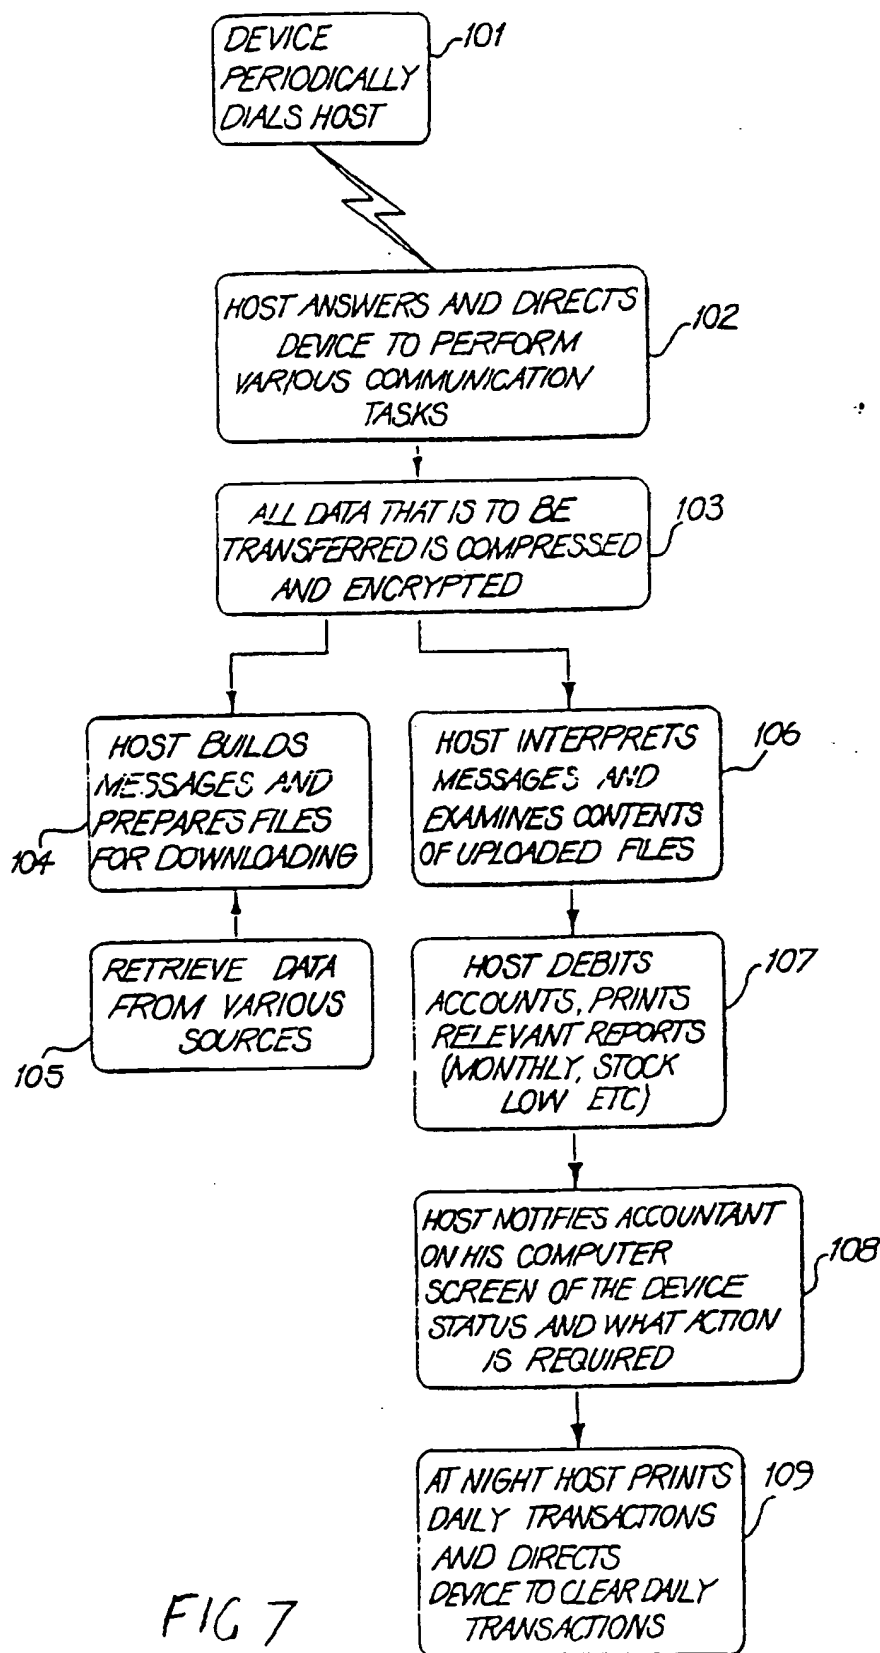 DEVICE
PERIODICALLY
DIALS HOST
101
HOST ANSWERS AND DIRECTS
DEVICE TO PERFORM
VARIOUS COMMUNICATION
TASKS
102
ALL DATA THAT IS TO BE
TRANSFERRED IS COMPRESSED
AND ENCRYPTED
103
HOST BUILDS
MESSAGES AND
PREPARES FILES
FOR DOWNLOADING
104
RETRIEVE DATA
FROM VARIOUS
SOURCES
105
HOST INTERPRETS
MESSAGES AND
EXAMINES CONTENTS
OF UPLOADED FILES
106
HOST DEBITS
ACCOUNTS, PRINTS
RELEVANT REPORTS
(MONTHLY, STOCK
LOW ETC)
107
HOST NOTIFIES ACCOUNTANT
ON HIS COMPUTER
SCREEN OF THE DEVICE
STATUS AND WHAT ACTION
IS REQUIRED
108
AT NIGHT HOST PRINTS
DAILY TRANSACTIONS
AND DIRECTS
DEVICE TO CLEAR DAILY
TRANSACTIONS
109
FIG 7